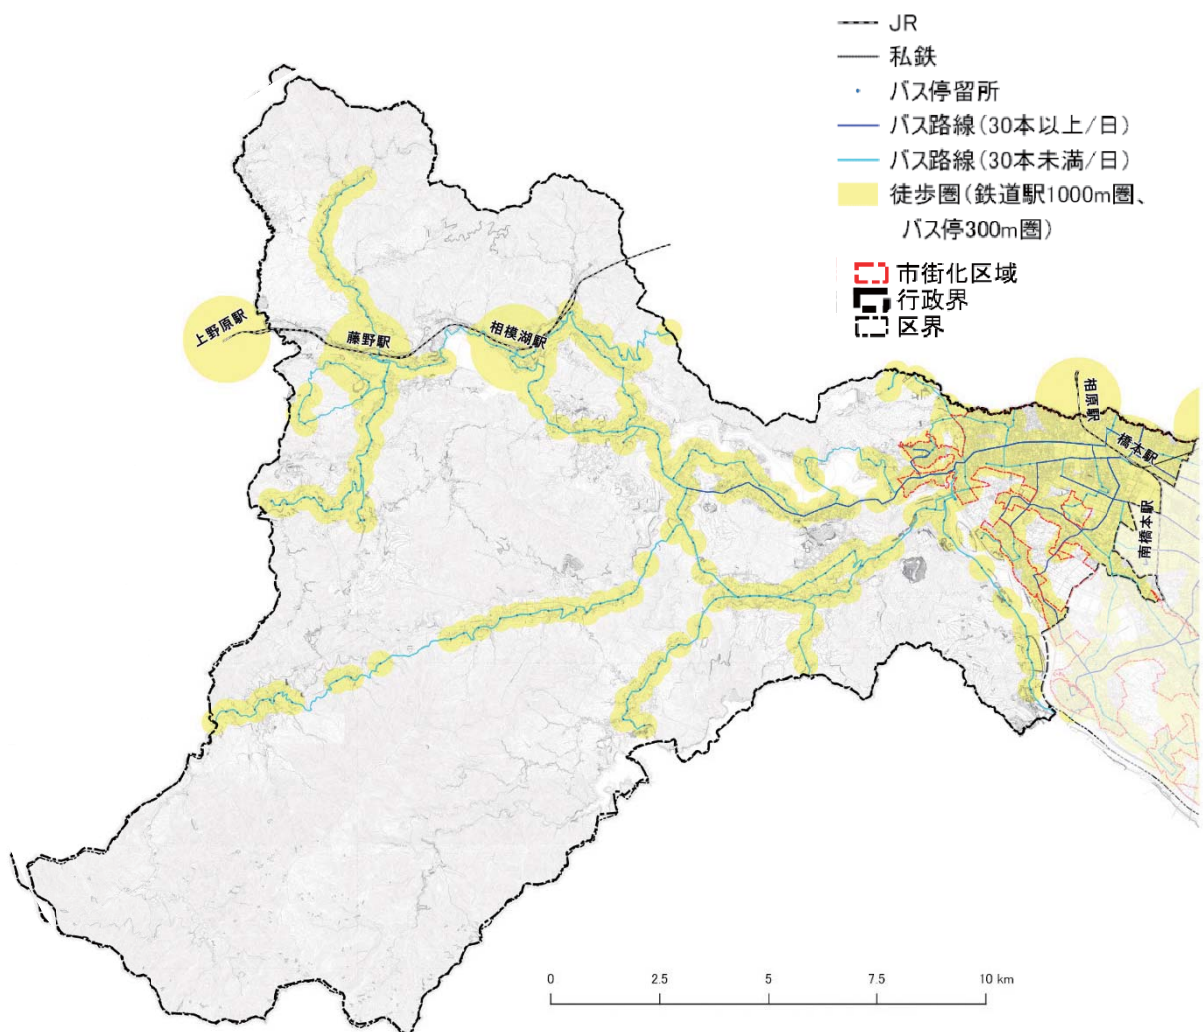 JR
私鉄
バス停留所
バス路線(30本以上/日)
バス路線(30本未満/日)
徒歩圏(鉄道駅1000m圏、
バス停300m圏)
市街化区域
行政界
区界
上野原駅
藤野駅
相模湖駅
相原駅
橋本駅
南橋本駅
0 2.5 5 7.5 10 km